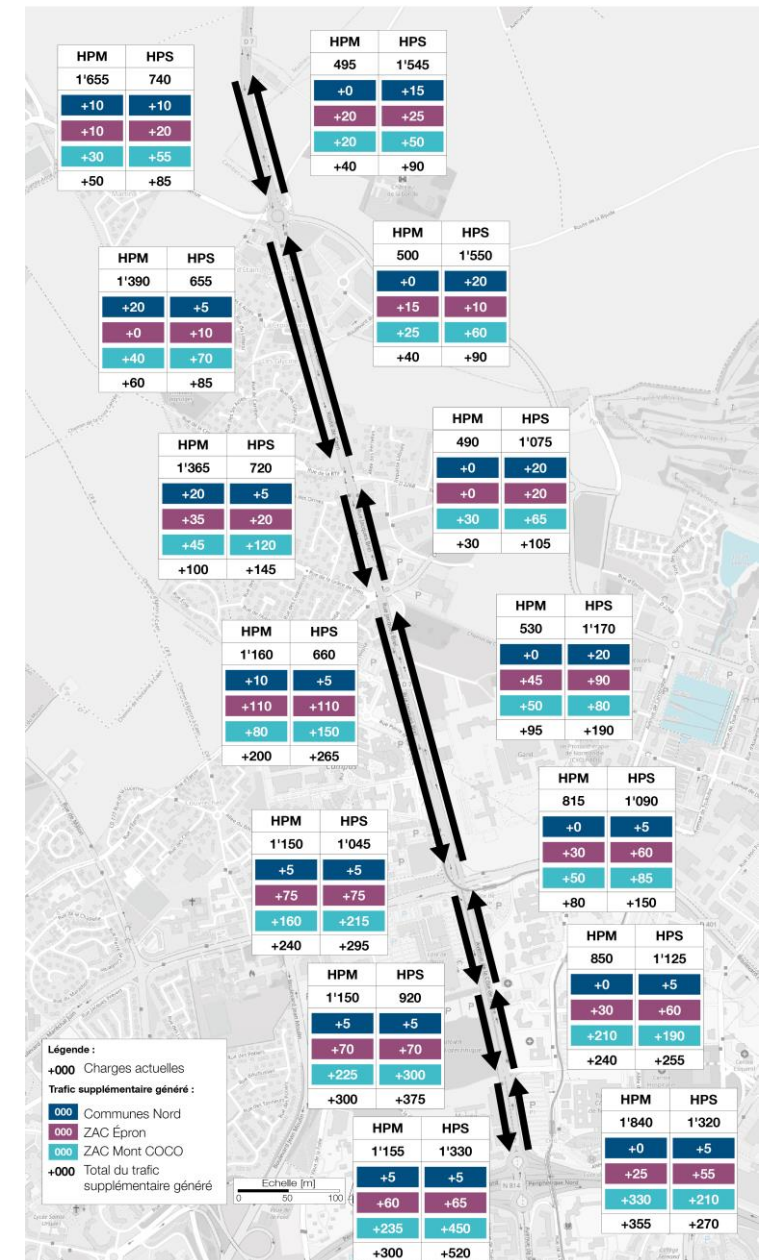 HPM HPS
1'655 740
+10 +10
+10 +20
+30 +55
+50 +85
HPM HPS
495 1'545
+0 +15
+20 +25
+20 +50
+40 +90
HPM HPS
1'390 655
+20 +5
+0 +10
+40 +70
+60 +85
HPM HPS
500 1'550
+0 +20
+15 +10
+25 +60
+40 +90
HPM HPS
1'365 720
+20 +5
+35 +20
+45 +120
+100 +145
HPM HPS
490 1'075
+0 +20
+0 +20
+30 +65
+30 +105
HPM HPS
1'160 660
+10 +5
+110 +110
+80 +150
+200 +265
HPM HPS
530 1'170
+0 +20
+45 +90
+50 +80
+95 +190
HPM HPS
1'150 1'045
+5 +5
+75 +75
+160 +215
+240 +295
HPM HPS
815 1'090
+0 +5
+30 +60
+50 +85
+80 +150
HPM HPS
1'150 920
+5 +5
+70 +70
+225 +300
+300 +375
HPM HPS
850 1'125
+0 +5
+30 +60
+210 +190
+240 +255
HPM HPS
1'155 1'330
+5 +5
+60 +65
+235 +450
+300 +520
HPM HPS
1'840 1'320
+0 +5
+25 +55
+330 +210
+355 +270
Légende :
+000 Charges actuelles
Trafic supplémentaire généré :
000 Communes Nord
000 ZAC Épron
000 ZAC Mont COCO
+000 Total du trafic
supplémentaire généré
Echelle [m]
0 50 100
D 7
N 814
Campus